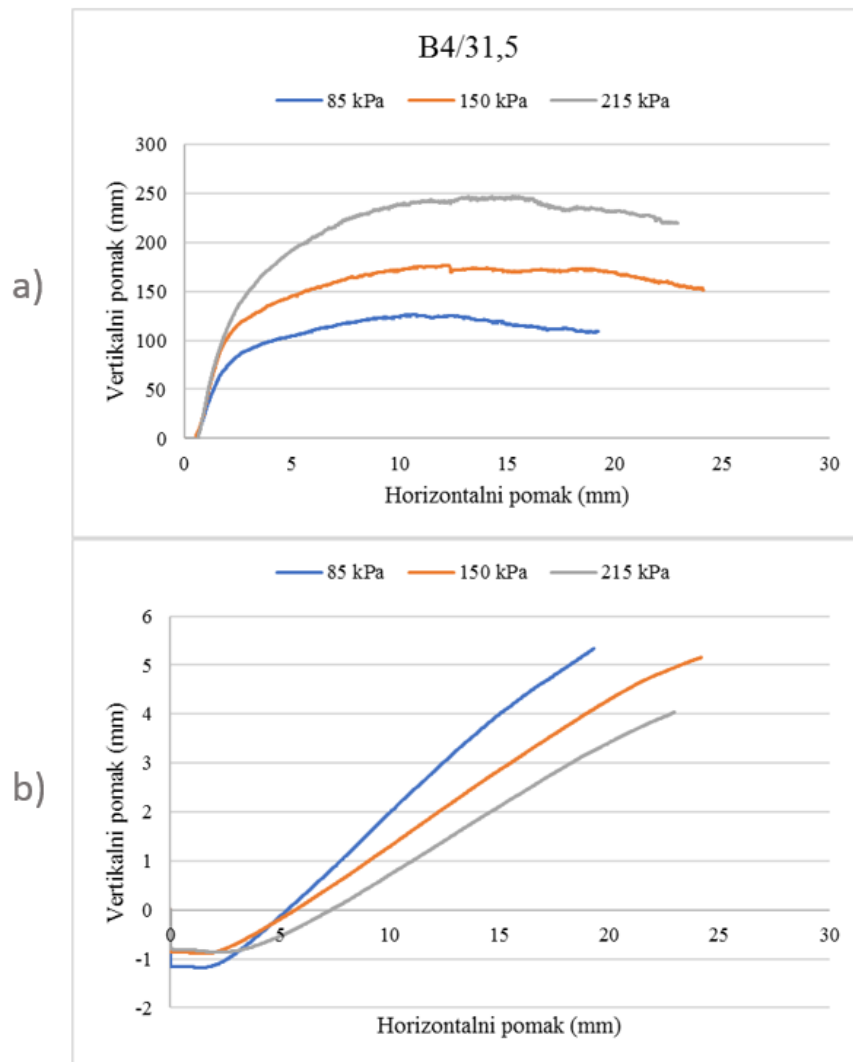 B4/31,5
85 kPa 150 kPa 215 kPa
a)
Vertikalni pomak (mm)
300
250
200
150
100
50
0
0 5 10 15 20 25 30
Horizontalni pomak (mm)
85 kPa 150 kPa 215 kPa
b)
Vertikalni pomak (mm)
6
5
4
3
2
1
0
-1
-2
0 5 10 15 20 25 30
Horizontalni pomak (mm)